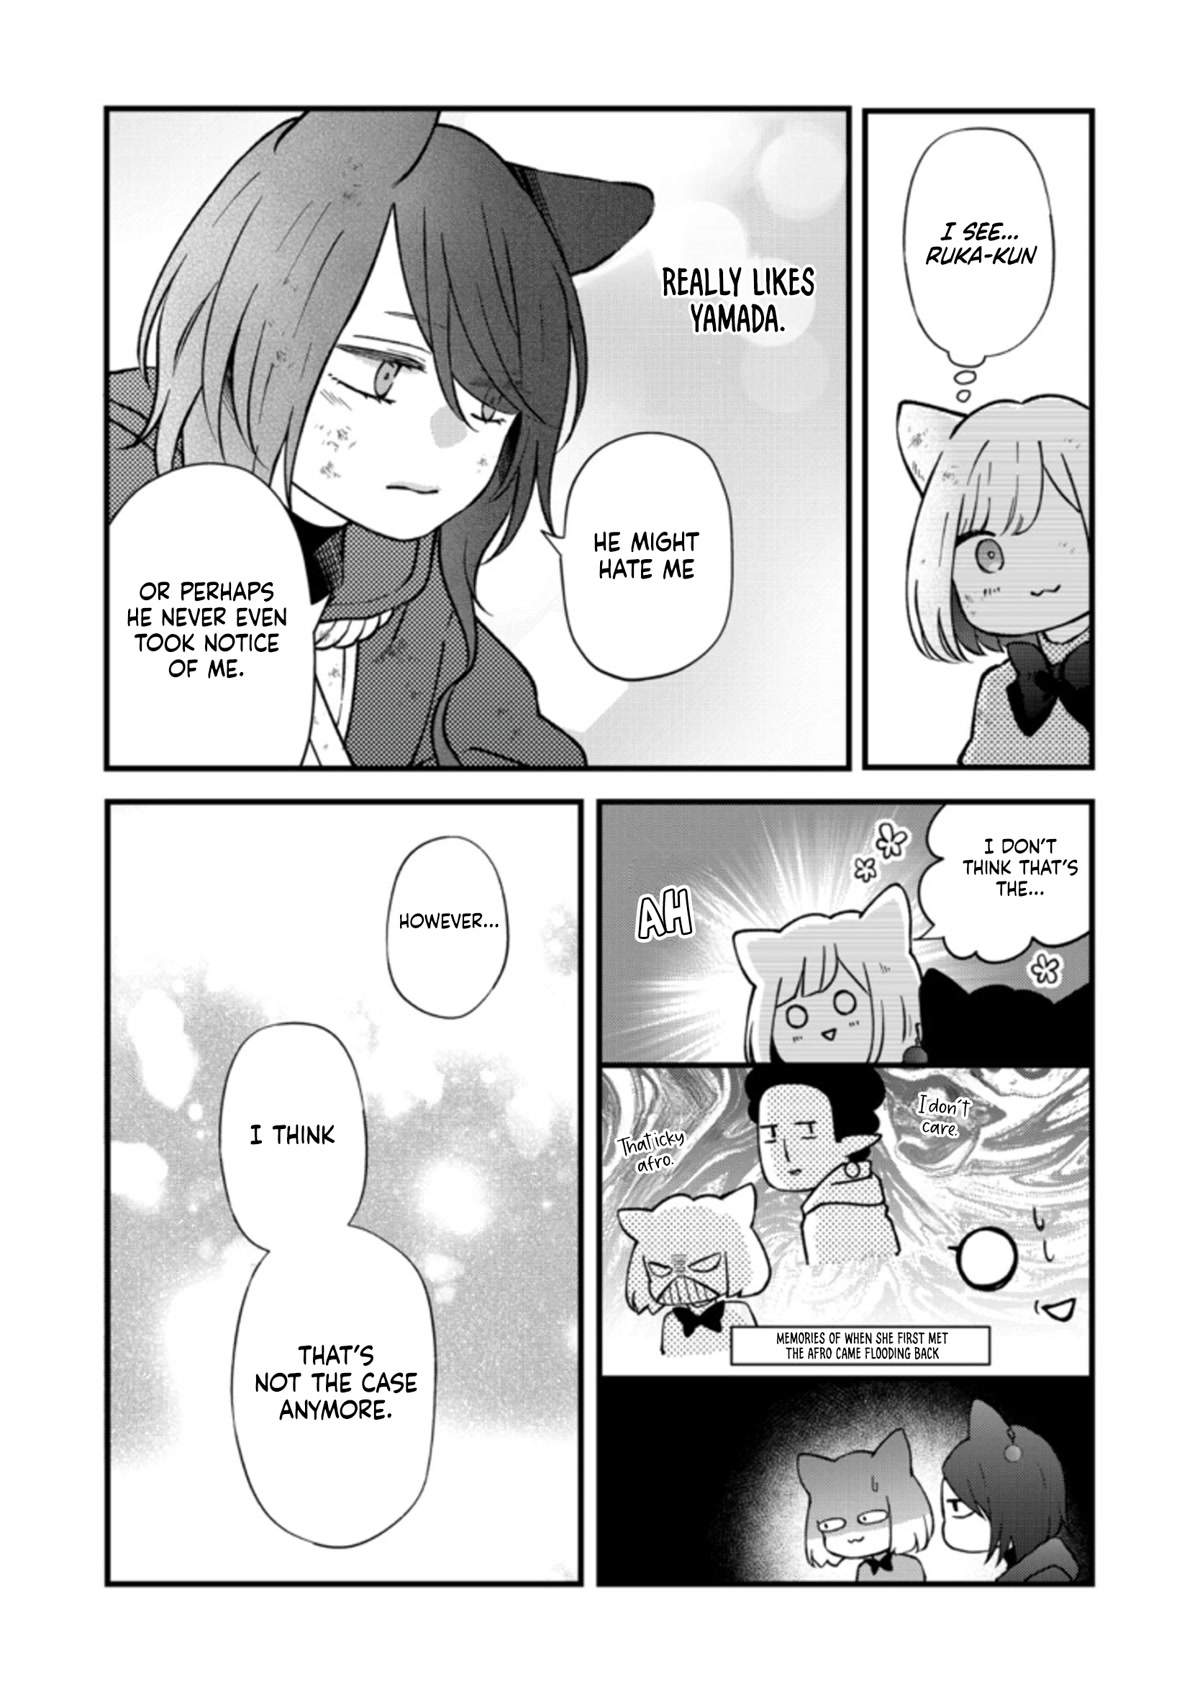 I SEE...
RUKA-KUN
REALLY LIKES
YAMADA.
HE MIGHT
HATE ME
OR PERHAPS
HE NEVER EVEN
TOOK NOTICE
OF ME.
I DON'T
THINK THAT'S
THE...
AH
I don't
care.
That icky
afro.
MEMORIES OF WHEN SHE FIRST MET
THE AFRO CAME FLOODING BACK
HOWEVER...
I THINK
THAT'S
NOT THE CASE
ANYMORE.